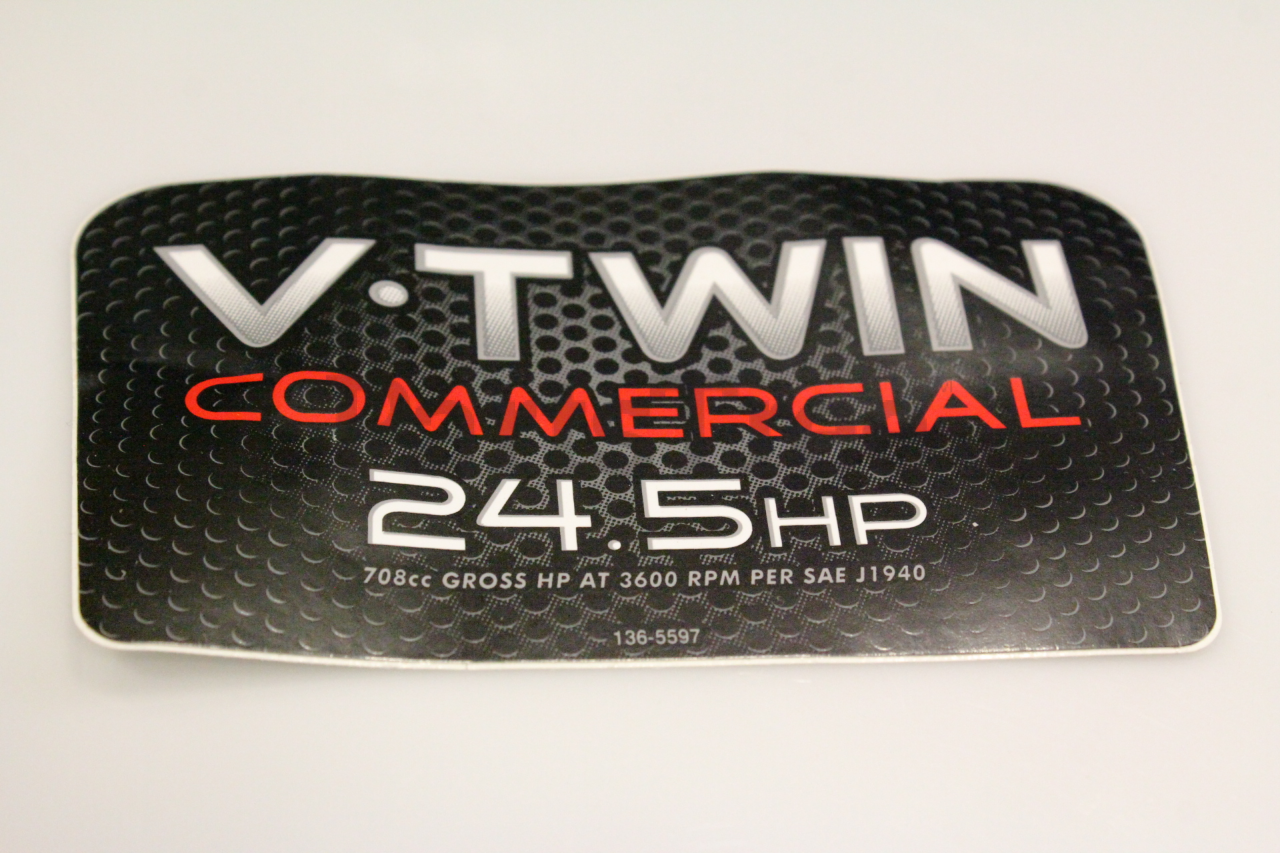 V·TWIN
COMMERCIAL
24.5HP
708cc GROSS HP AT 3600 RPM PER SAE J1940
136-5597